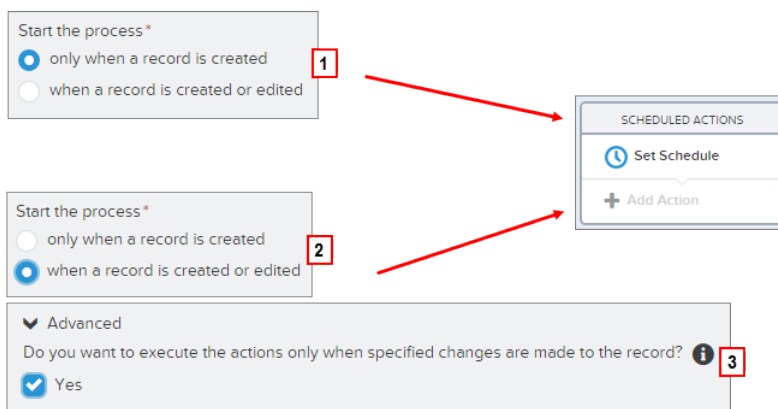 Start the process*
only when a record is created
when a record is created or edited
1
SCHEDULED ACTIONS
Set Schedule
Add Action
Start the process*
only when a record is created
when a record is created or edited
2
Advanced
Do you want to execute the actions only when specified changes are made to the record?
3
Yes